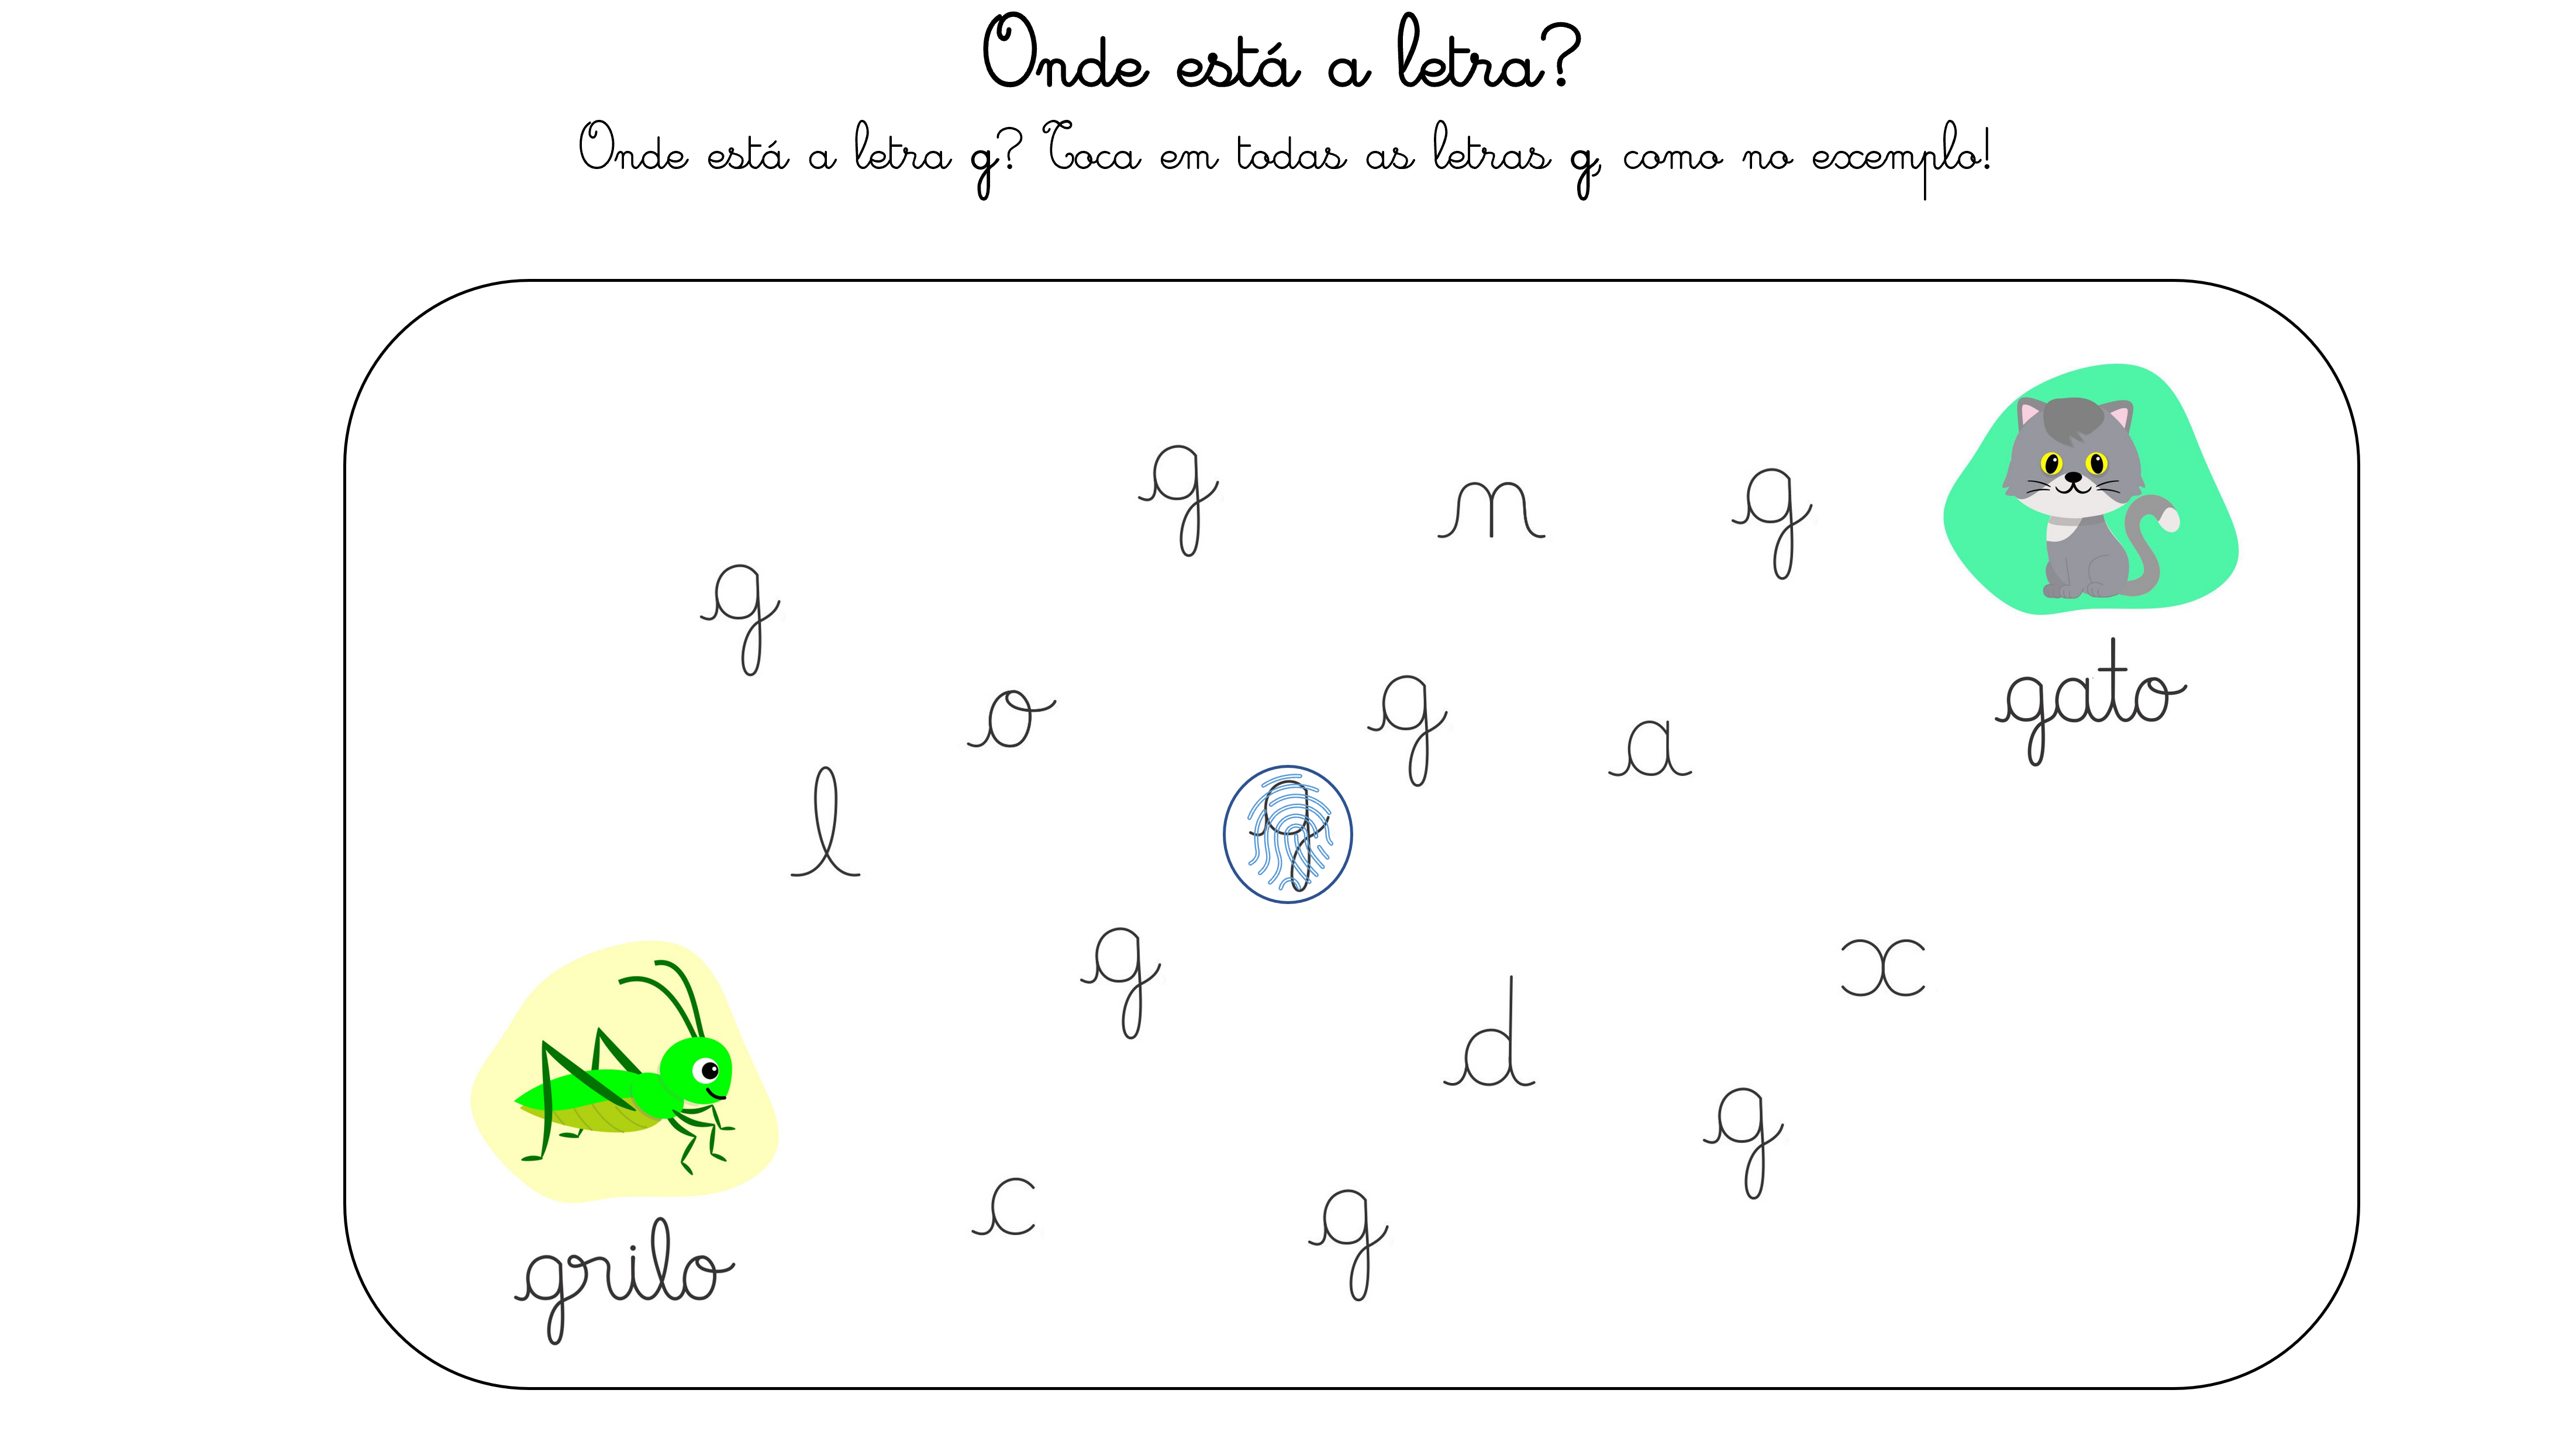 Onde está a letra?
Onde está a letra g? Toca em todas as letras g, como no exemplo!
g n g
g
o g a
l g
gato
g x
d
g
c g
grilo